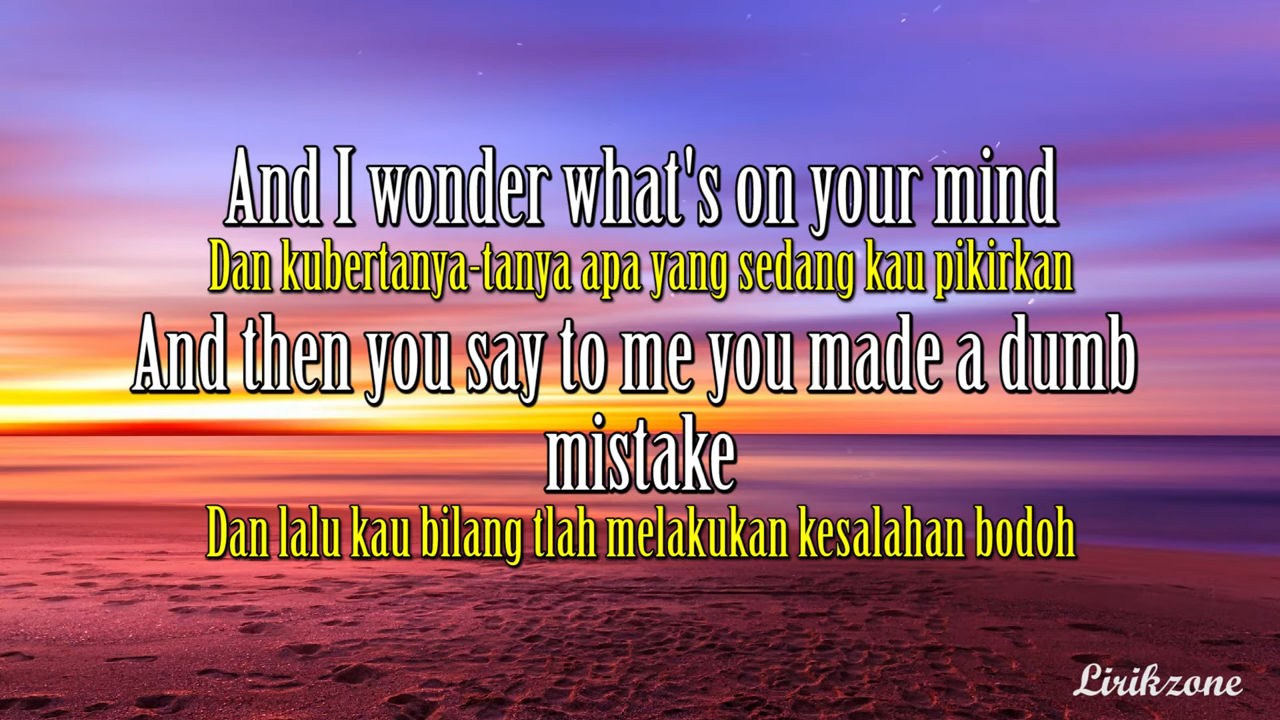 And I wonder what's on your mind
Dan kubertanya-tanya apa yang sedang kau pikirkan
And then you say to me you made a dumb
mistake
Dan lalu kau bilang tlah melakukan kesalahan bodoh
Lirikzone